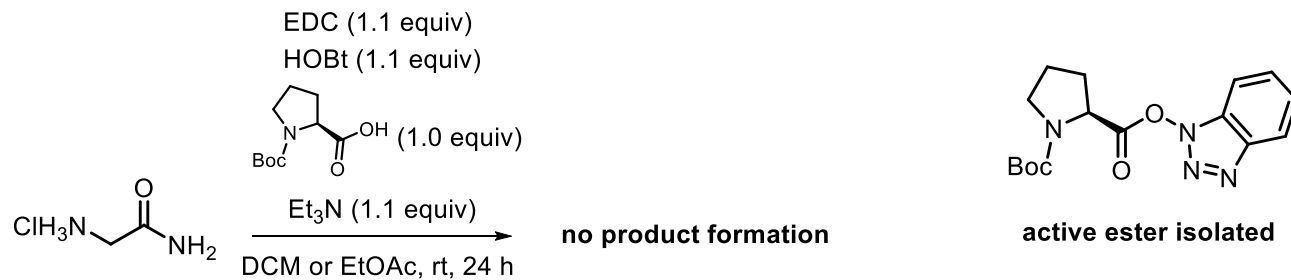 EDC (1.1 equiv)
HOBt (1.1 equiv)
N
Boc
O
OH
(1.0 equiv)
ClH₃N
O
NH₂
Et₃N (1.1 equiv)
DCM or EtOAc, rt, 24 h
no product formation
N
Boc
O
O
N
N
N
active ester isolated